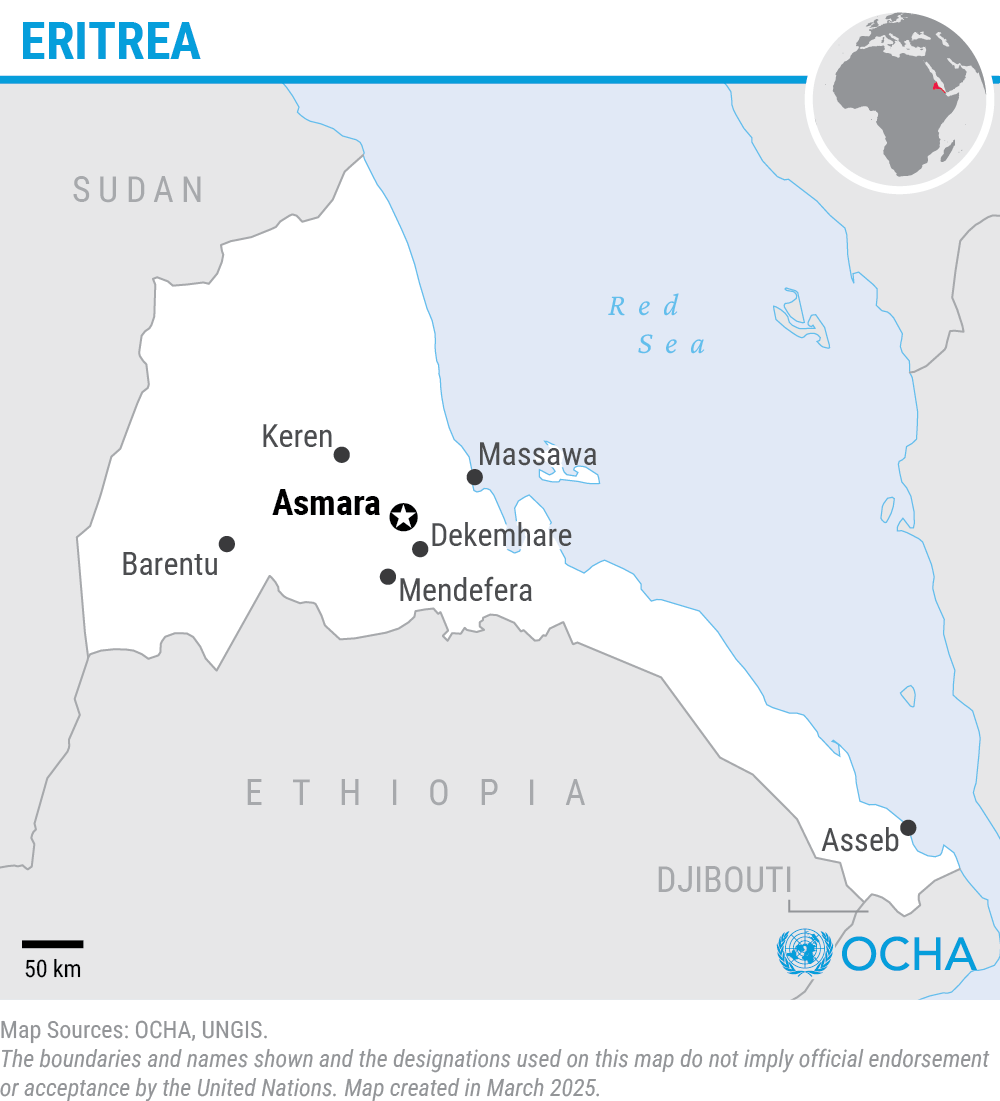 ERITREA
SUDAN
Red
Sea
Keren
Massawa
Asmara
Dekemhare
Barentu
Mendefera
ETHIOPIA
Asseb
DJIBOUTI
OCHA
50 km
Map Sources: OCHA, UNGIS.
The boundaries and names shown and the designations used on this map do not imply official endorsement
or acceptance by the United Nations. Map created in March 2025.